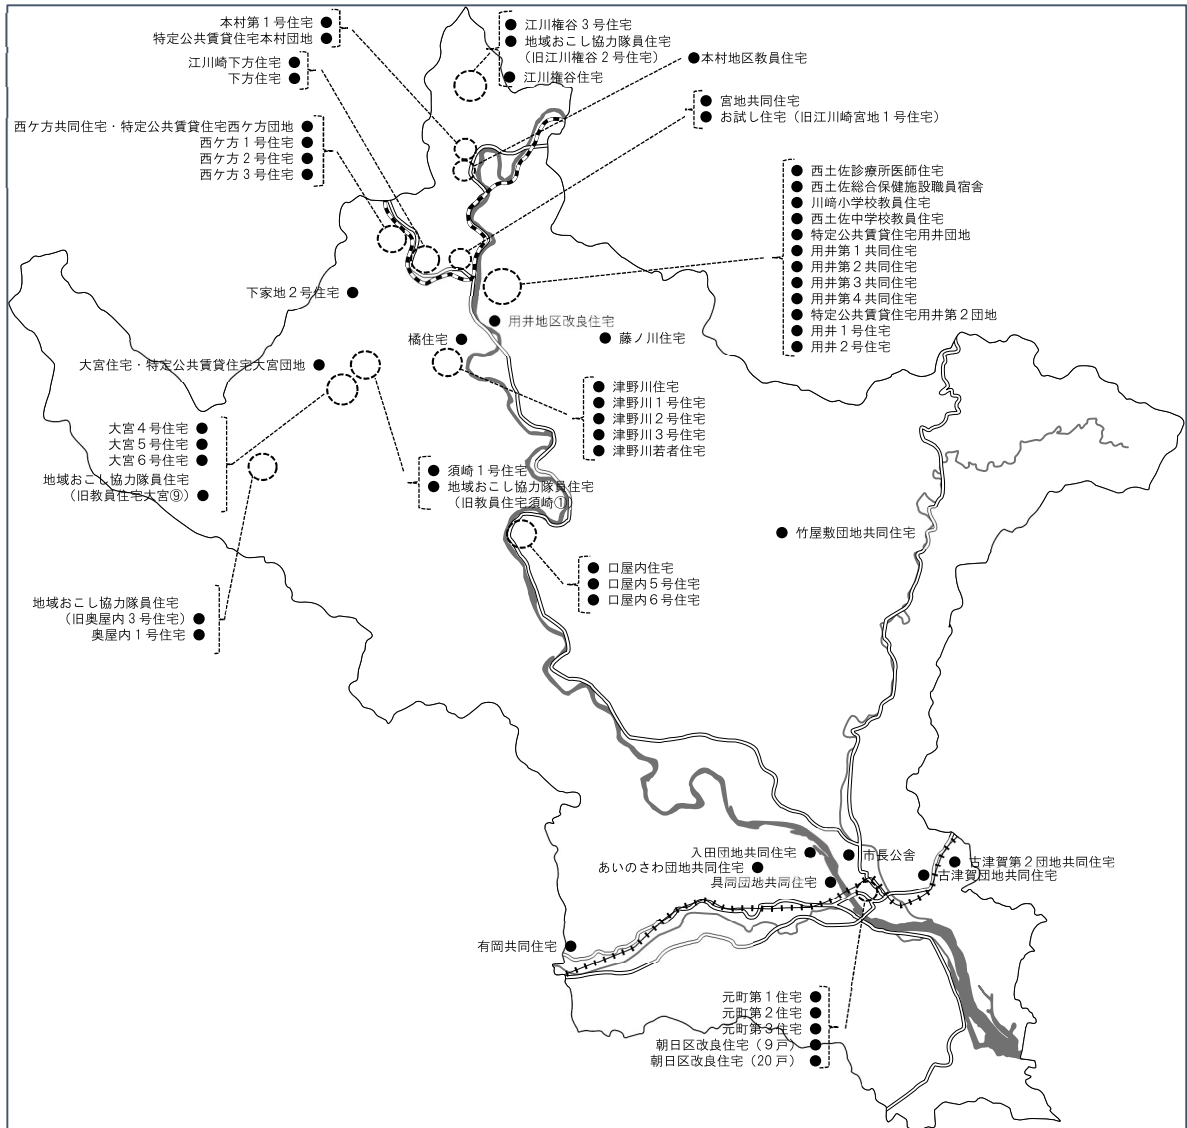 本村第１号住宅
特定公共賃貸住宅本村団地
江川崎下方住宅
下方住宅
西ケ方共同住宅・特定公共賃貸住宅西ケ方団地
西ケ方１号住宅
西ケ方２号住宅
西ケ方３号住宅
江川権谷３号住宅
地域おこし協力隊員住宅
（旧江川権谷２号住宅）
江川権谷住宅
本村地区教員住宅
宮地共同住宅
お試し住宅（旧江川崎宮地１号住宅）
西土佐診療所医師住宅
西土佐総合保健施設職員宿舎
川﨑小学校教員住宅
西土佐中学校教員住宅
特定公共賃貸住宅用井団地
用井第１共同住宅
用井第２共同住宅
用井第３共同住宅
用井第４共同住宅
特定公共賃貸住宅用井第２団地
用井１号住宅
用井２号住宅
下家地２号住宅
用井地区改良住宅
橘住宅
藤ノ川住宅
大宮住宅・特定公共賃貸住宅大宮団地
津野川住宅
津野川１号住宅
津野川２号住宅
津野川３号住宅
津野川若者住宅
大宮４号住宅
大宮５号住宅
大宮６号住宅
地域おこし協力隊員住宅
（旧教員住宅大宮⑨）
須崎１号住宅
地域おこし協力隊員住宅
（旧教員住宅須崎①）
竹屋敷団地共同住宅
口屋内住宅
口屋内５号住宅
口屋内６号住宅
地域おこし協力隊員住宅
（旧奥屋内３号住宅）
奥屋内１号住宅
入田団地共同住宅
市長公舎
あいのさわ団地共同住宅
古津賀第２団地共同住宅
古津賀団地共同住宅
具同団地共同住宅
有岡共同住宅
元町第１住宅
元町第２住宅
元町第３住宅
朝日区改良住宅（９戸）
朝日区改良住宅（20戸）